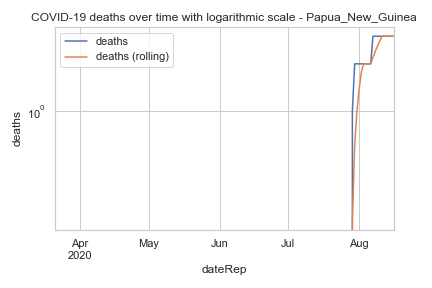 COVID-19 deaths over time with logarithmic scale - Papua_New_Guinea
deaths
deaths (rolling)
deaths
10⁰
Apr
2020
May
Jun
Jul
Aug
dateRep